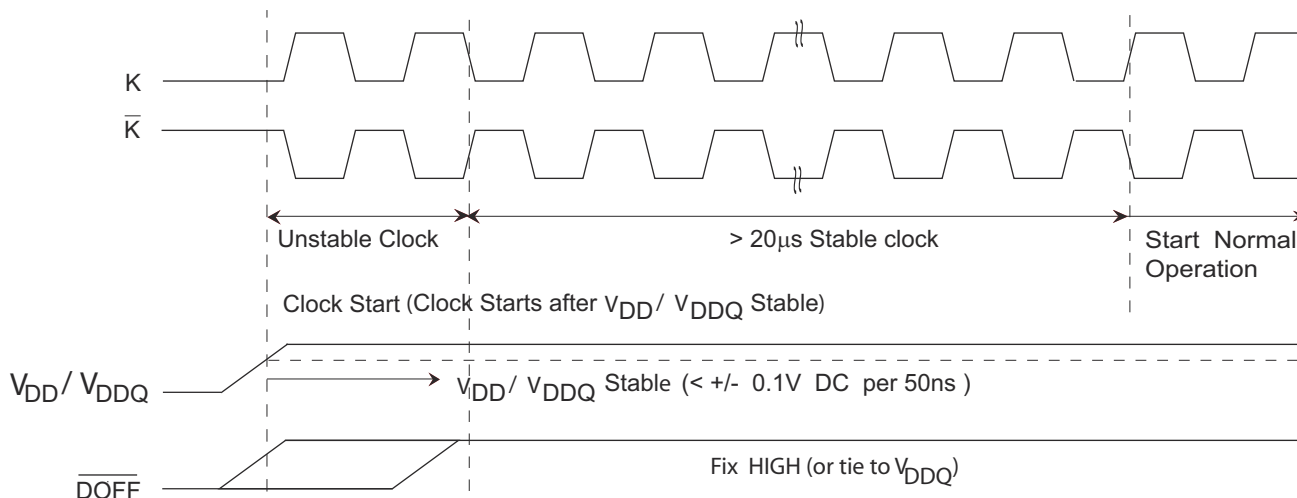 K
K̅
Unstable Clock
> 20μs Stable clock
Start Normal
Operation
Clock Start (Clock Starts after VDD/ VDDQ Stable)
VDD/ VDDQ
VDD/ VDDQ Stable (< +/- 0.1V DC per 50ns )
Fix HIGH (or tie to VDDQ)
D̅O̅F̅F̅